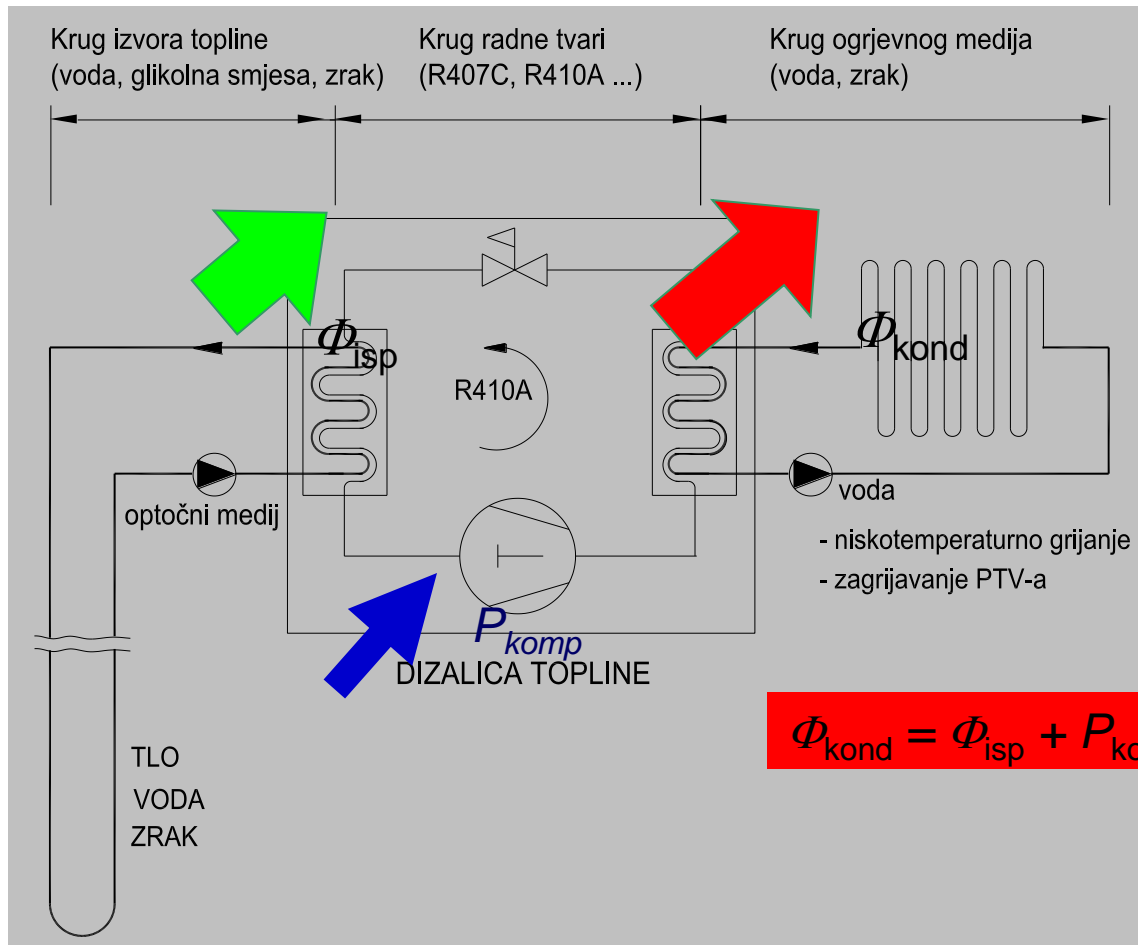 Krug izvora topline
(voda, glikolna smjesa, zrak)
Krug radne tvari
(R407C, R410A ...)
Krug ogrjevnog medija
(voda, zrak)
Φisp
R410A
Φkond
optočni medij
voda
- niskotemperaturno grijanje
- zagrijavanje PTV-a
Pkomp
DIZALICA TOPLINE
Φkond = Φisp + Pko
TLO
VODA
ZRAK